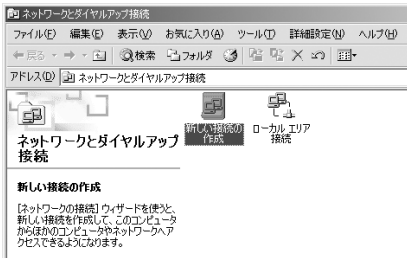 ネットワークとダイヤルアップ接続
ファイル(F) 編集(E) 表示(V) お気に入り(A) ツール(T) 詳細設定(N) ヘルプ(H)
戻る 検索 フォルダ
アドレス(D) ネットワークとダイヤルアップ接続
ネットワークとダイヤルアップ
接続
新しい接続の
作成
ローカル エリア
接続
新しい接続の作成
[ネットワークの接続] ウィザードを使うと、
新しい接続を作成して、このコンピュータ
からほかのコンピュータやネットワークへア
クセスできるようになります。